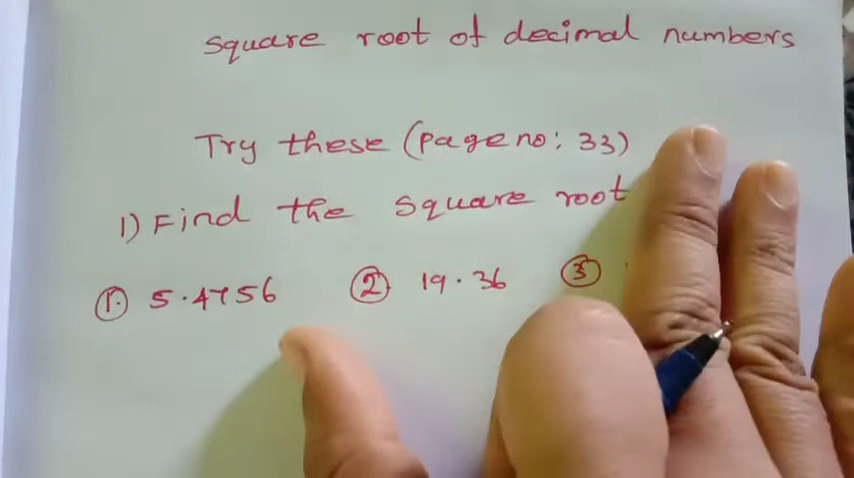 square root of decimal numbers
Try these (page no: 33)
1) Find the square root
① 5.4756 ② 19.36 ③